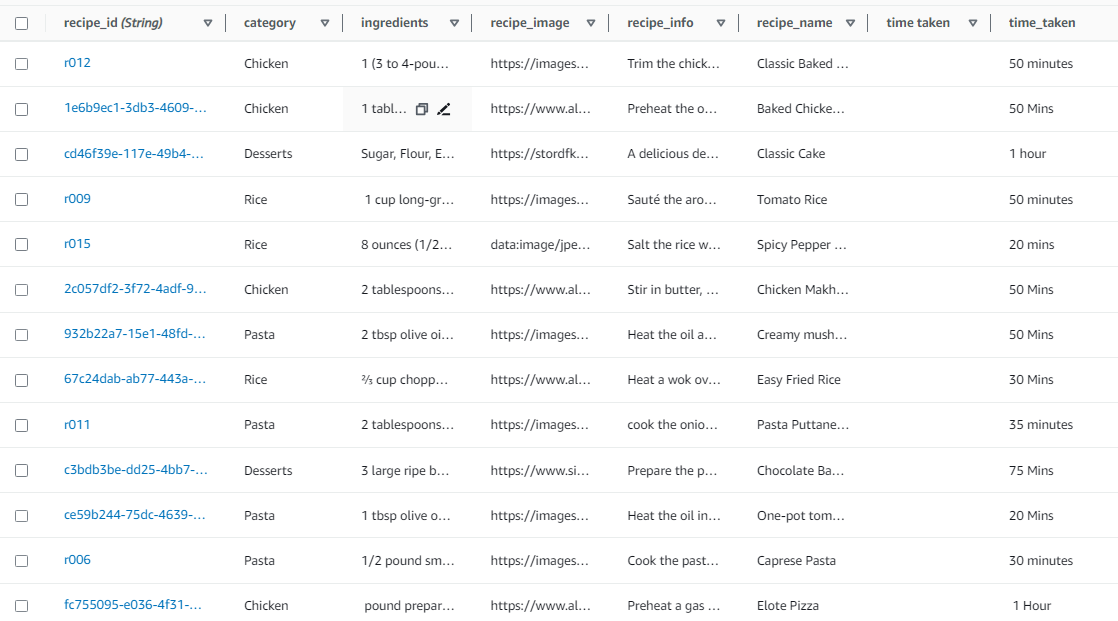 recipe_id (String) category ingredients recipe_image recipe_info recipe_name time taken time_taken
r012 Chicken 1 (3 to 4-pou... https://images... Trim the chick... Classic Baked ... 50 minutes
1e6b9ec1-3db3-4609-... Chicken 1 tabl... https://www.al... Preheat the o... Baked Chicke... 50 Mins
cd46f39e-117e-49b4-... Desserts Sugar, Flour, E... https://stordfk... A delicious de... Classic Cake 1 hour
r009 Rice 1 cup long-gr... https://images... Sauté the aro... Tomato Rice 50 minutes
r015 Rice 8 ounces (1/2... data:image/jpe... Salt the rice w... Spicy Pepper ... 20 mins
2c057df2-3f72-4adf-9... Chicken 2 tablespoons... https://www.al... Stir in butter, ... Chicken Makh... 50 Mins
932b22a7-15e1-48fd-... Pasta 2 tbsp olive oi... https://images... Heat the oil a... Creamy mush... 50 Mins
67c24dab-ab77-443a-... Rice ⅔ cup chopp... https://www.al... Heat a wok ov... Easy Fried Rice 30 Mins
r011 Pasta 2 tablespoons... https://images... cook the onio... Pasta Puttane... 35 minutes
c3bdb3be-dd25-4bb7-... Desserts 3 large ripe b... https://www.si... Prepare the p... Chocolate Ba... 75 Mins
ce59b244-75dc-4639-... Pasta 1 tbsp olive o... https://images... Heat the oil in... One-pot tom... 20 Mins
r006 Pasta 1/2 pound sm... https://images... Cook the past... Caprese Pasta 30 minutes
fc755095-e036-4f31-... Chicken pound prepar... https://www.al... Preheat a gas ... Elote Pizza 1 Hour